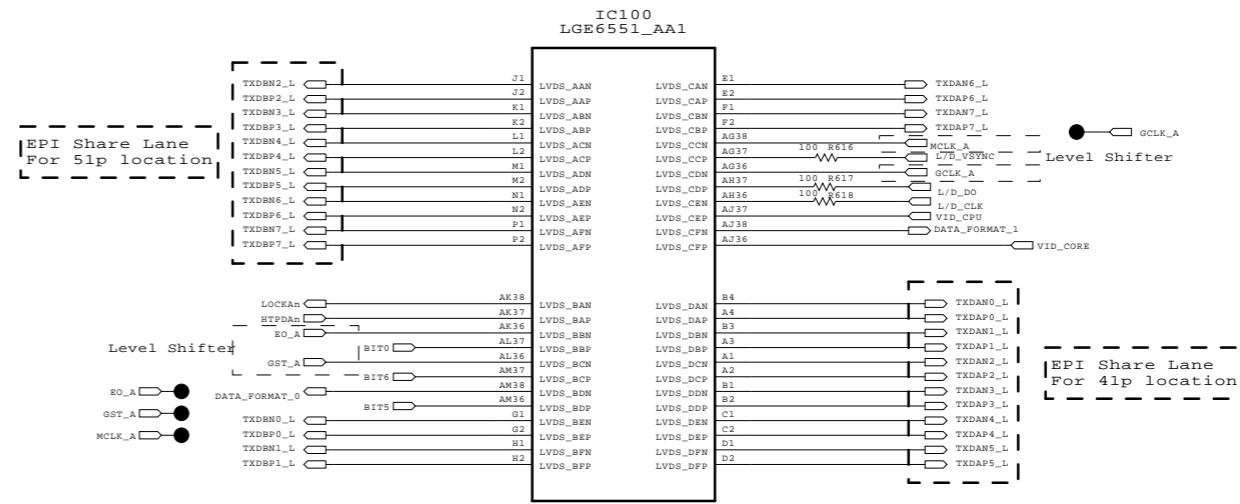 IC100
LGE6551_AA1
TXDBN2_L J1 LVDS_AAN LVDS_CAN E1 TXDAN6_L
TXDBP2_L J2 LVDS_AAP LVDS_CAP E2 TXDAP6_L
TXDBN3_L K1 LVDS_ABN LVDS_CBN F1 TXDAN7_L
TXDBP3_L K2 LVDS_ABP LVDS_CBP F2 TXDAP7_L
GCLK_A
TXDBN4_L L1 LVDS_ACN LVDS_CCN AG38 MCLK_A
EPI Share Lane
For 51p location
TXDBP4_L L2 LVDS_ACP LVDS_CCP AG37 100 R616 L/D_VSYNC
Level Shifter
TXDBN5_L M1 LVDS_ADN LVDS_CDN AG36 GCLK_A
TXDBP5_L M2 LVDS_ADP LVDS_CDP AH37 100 R617 L/D_DO
TXDBN6_L N1 LVDS_AEN LVDS_CEN AH36 100 R618 L/D_CLK
TXDBP6_L N2 LVDS_AEP LVDS_CEP AJ37 VID_CPU
TXDBN7_L P1 LVDS_AFN LVDS_CFN AJ38 DATA_FORMAT_1
TXDBP7_L P2 LVDS_AFP LVDS_CFP AJ36 VID_CORE
LOCKAn AK38 LVDS_BAN LVDS_DAN B4 TXDAN0_L
HTPDAn AK37 LVDS_BAP LVDS_DAP A4 TXDAP0_L
EO_A AK36 LVDS_BBN LVDS_DBN B3 TXDAN1_L
Level Shifter
BIT0 AL37 LVDS_BBP LVDS_DBP A3 TXDAP1_L
GST_A AL36 LVDS_BCN LVDS_DCN A1 TXDAN2_L
BIT6 AM37 LVDS_BCP LVDS_DCP A2 TXDAP2_L
EPI Share Lane
For 41p location
EO_A
DATA_FORMAT_0 AM38 LVDS_BDN LVDS_DDN B1 TXDAN3_L
BIT5 AM36 LVDS_BDP LVDS_DDP B2 TXDAP3_L
GST_A
TXDBN0_L G1 LVDS_BEN LVDS_DEN C1 TXDAN4_L
TXDBP0_L G2 LVDS_BEP LVDS_DEP C2 TXDAP4_L
MCLK_A
TXDBN1_L H1 LVDS_BFN LVDS_DFN D1 TXDAN5_L
TXDBP1_L H2 LVDS_BFP LVDS_DFP D2 TXDAP5_L